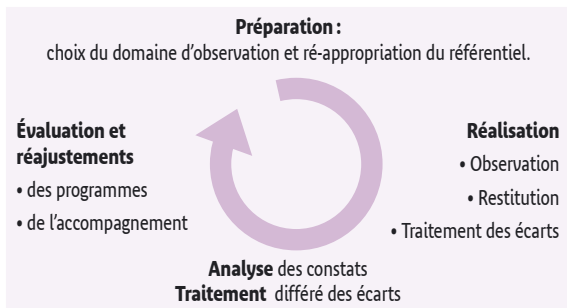 Préparation :
choix du domaine d'observation et ré-appropriation du référentiel.
Réalisation
• Observation
• Restitution
• Traitement des écarts
Analyse des constats
Traitement différé des écarts
Évaluation et
réajustements
• des programmes
• de l'accompagnement